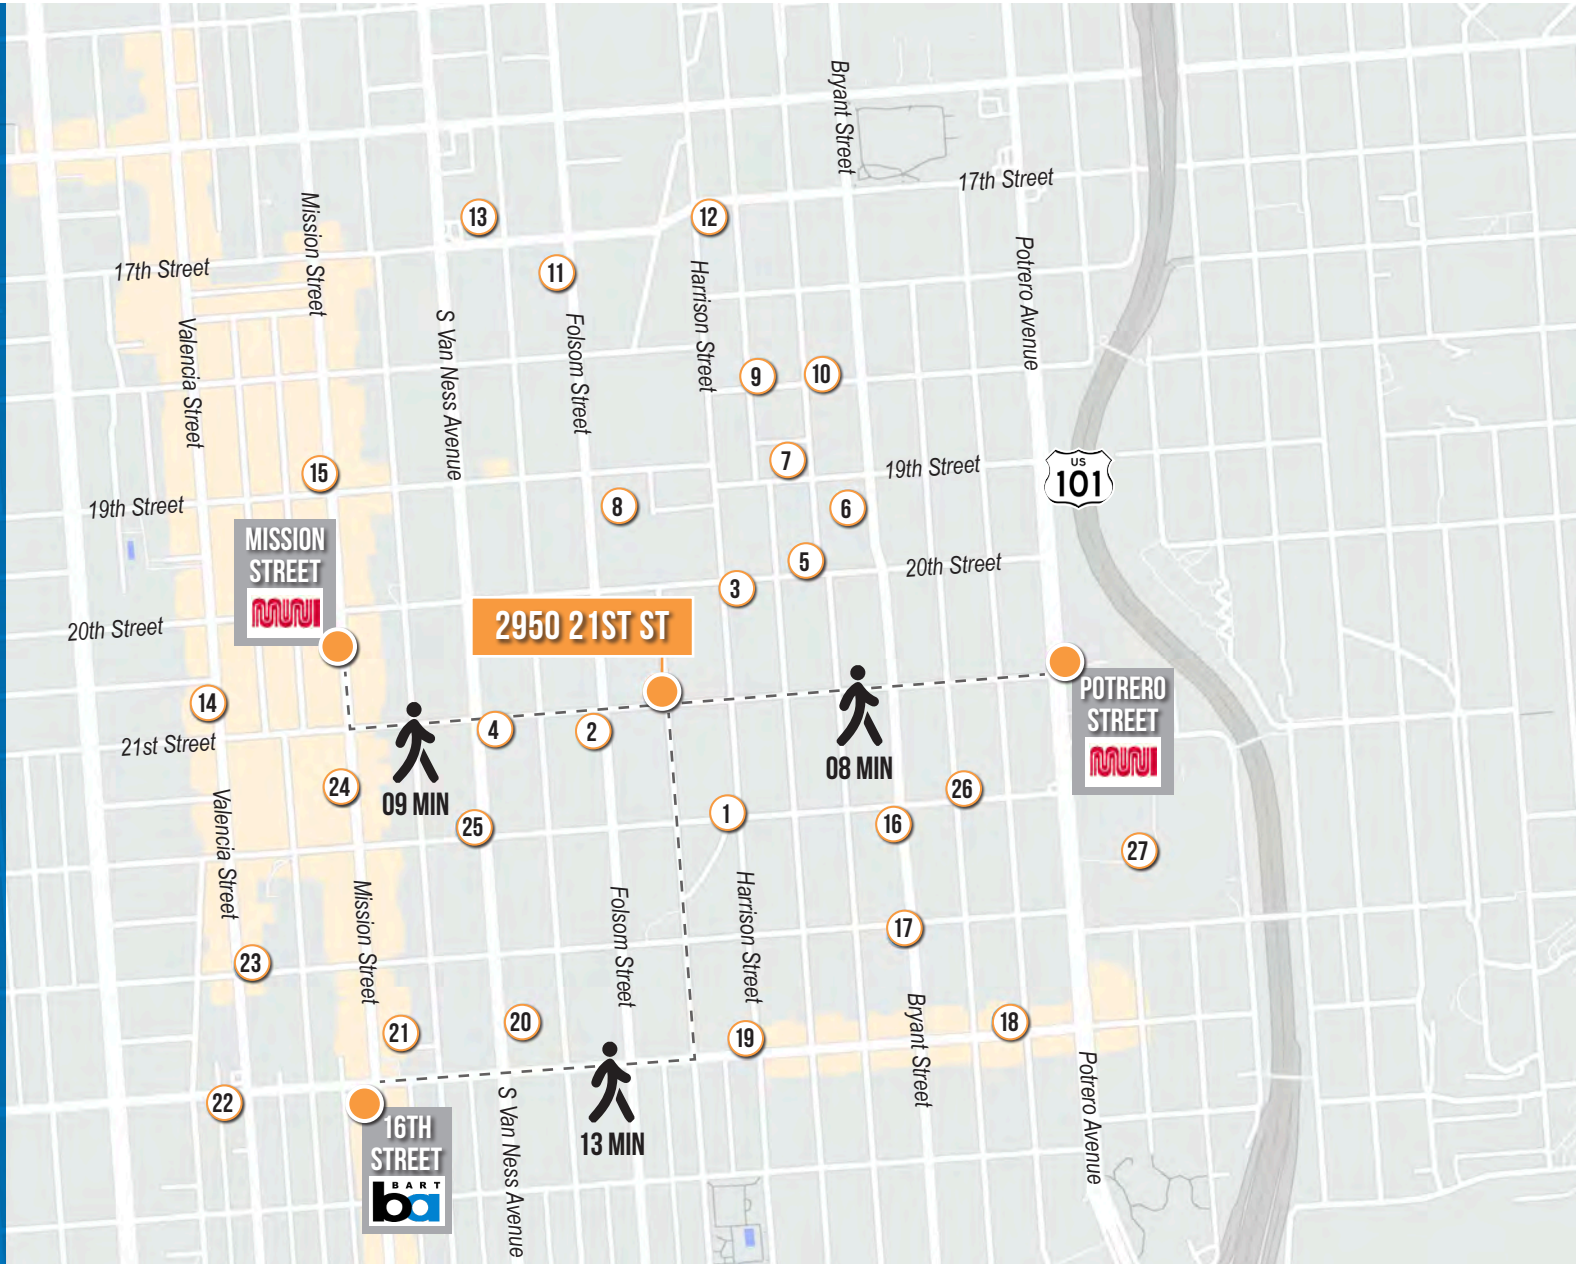 Bryant Street
17th Street
Mission Street
13
12
17th Street
11
Potrero Avenue
Harrison Street
S Van Ness Avenue
Folsom Street
Valencia Street
9
10
15
7
19th Street
US
101
19th Street
8
6
MISSION
STREET
5
20th Street
3
20th Street
2950 21ST ST
POTRERO
STREET
14
4
2
21st Street
09 MIN
08 MIN
24
26
25
1
16
27
Valencia Street
Mission Street
Folsom Street
Harrison Street
17
23
Bryant Street
21
20
19
18
22
S Van Ness Avenue
13 MIN
Potrero Avenue
16TH
STREET
BART
ba